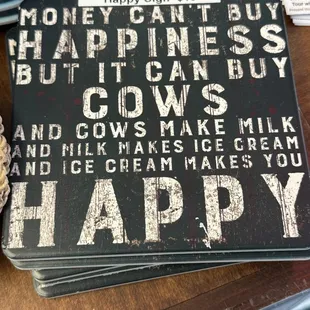 MONEY CAN'T BUY
HAPPINESS
BUT IT CAN BUY
COWS
AND COWS MAKE MILK
AND MILK MAKES ICE CREAM
AND ICE CREAM MAKES YOU
HAPPY